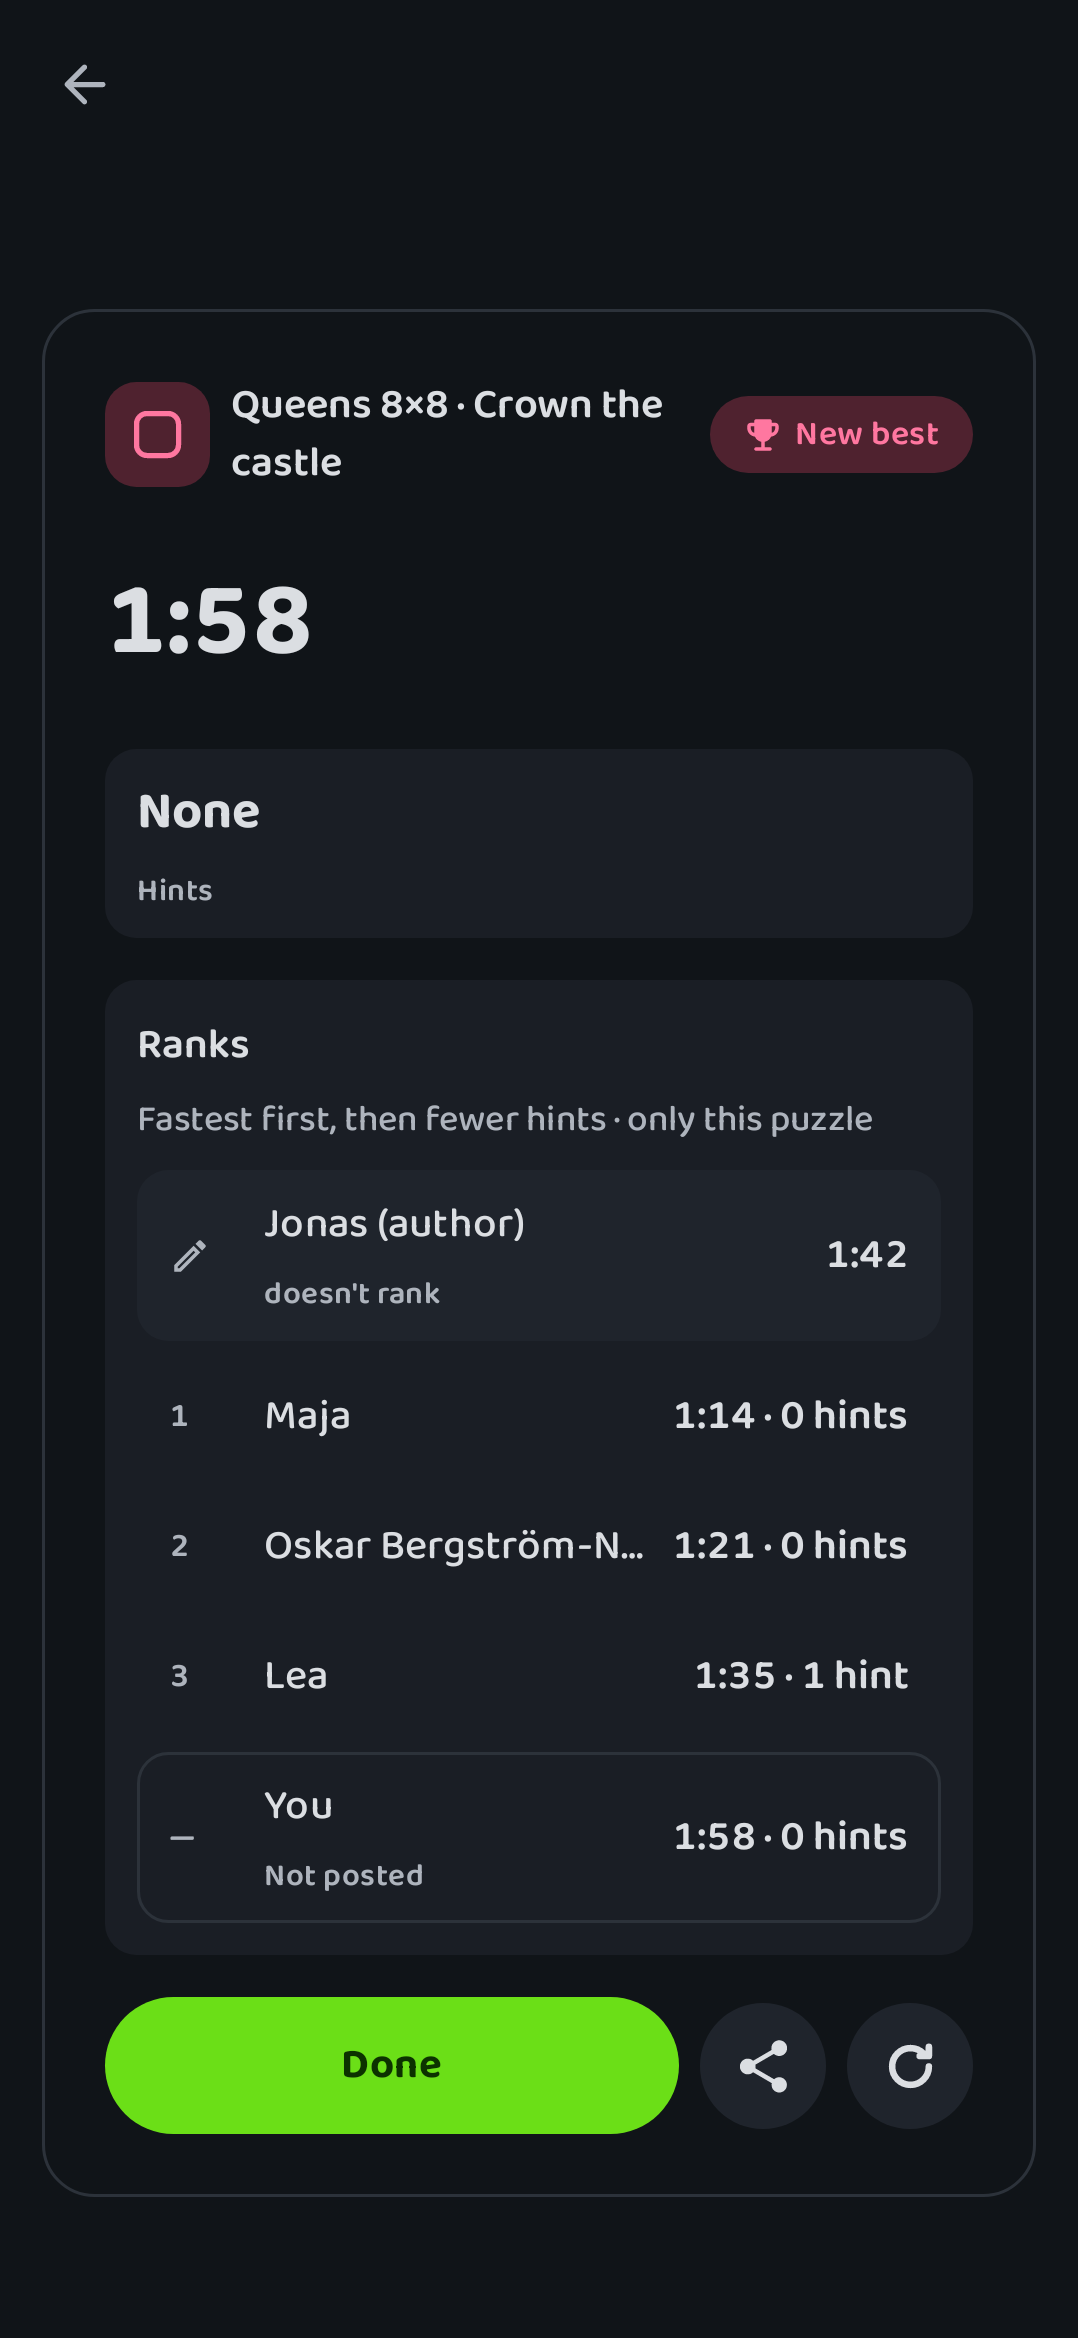 Queens 8×8 · Crown the
castle
New best
1:58
None
Hints
Ranks
Fastest first, then fewer hints · only this puzzle
Jonas (author)
doesn't rank
1:42
1 Maja 1:14 · 0 hints
2 Oskar Bergström-N... 1:21 · 0 hints
3 Lea 1:35 · 1 hint
You
– 1:58 · 0 hints
Not posted
Done